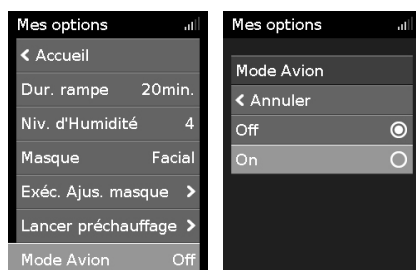 Mes options
< Accueil
Dur. rampe 20min.
Niv. d'Humidité 4
Masque Facial
Exéc. Ajus. masque >
Lancer préchauffage >
Mode Avion Off
Mes options
Mode Avion
< Annuler
Off
On